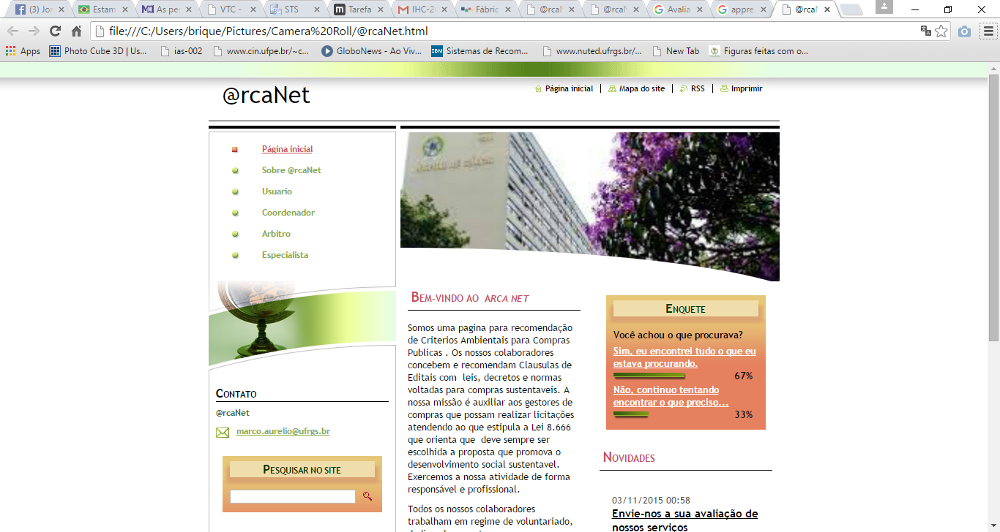 (3) Jor
Estam
As pes
VTC -
STS
Tarefa
IHC-2
Fábric
@rcaN
@rcaN
Avalia
appre
@rcaN
file:///C:/Users/brique/Pictures/Camera%20Roll/@rcaNet.html
Apps
Photo Cube 3D | Us...
ias-002
www.cin.ufpe.br/~c...
GloboNews - Ao Viv...
IBM
Sistemas de Recom...
www.nuted.ufrgs.br/...
New Tab
Figuras feitas com o...
@rcaNet
Página inicial | Mapa do site | RSS | Imprimir
Página inicial
Sobre @rcaNet
Usuario
Coordenador
Arbitro
Especialista
CONTATO
@rcaNet
marco.aurelio@ufrgs.br
PESQUISAR NO SITE
BEM-VINDO AO ARCA NET
Somos uma pagina para recomendação
de Criterios Ambientais para Compras
Publicas . Os nossos colaboradores
concebem e recomendam Clausulas de
Editais com leis, decretos e normas
voltadas para compras sustentaveis. A
nossa missão é auxiliar aos gestores de
compras que possam realizar licitações
atendendo ao que estipula a Lei 8.666
que orienta que deve sempre ser
escolhida a proposta que promova o
desenvolvimento social sustentavel.
Exercemos a nossa atividade de forma
responsável e profissional.
Todos os nossos colaboradores
trabalham em regime de voluntariado,
ENQUETE
Você achou o que procurava?
Sim, eu encontrei tudo o que eu
estava procurando.
67%
Não, continuo tentando
encontrar o que preciso...
33%
NOVIDADES
03/11/2015 00:58
Envie-nos a sua avaliação de
nossos serviços